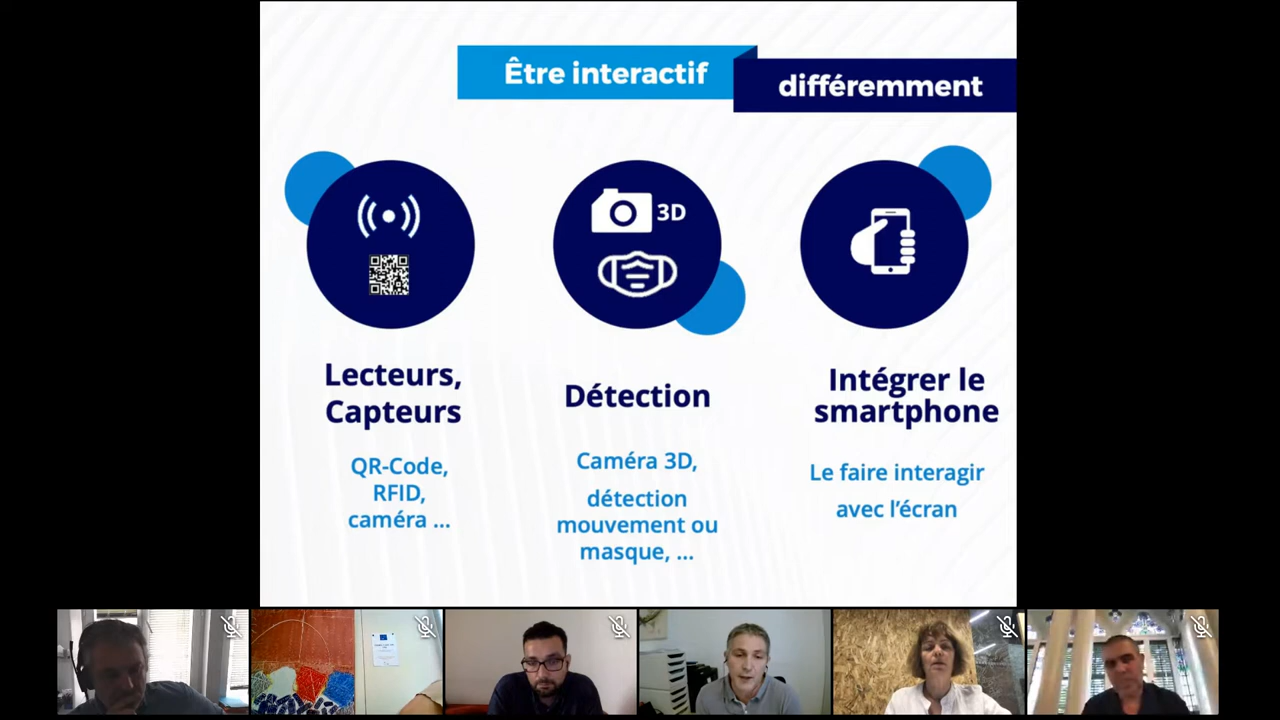 Être interactif
différemment
3D
Lecteurs,
Capteurs
QR-Code,
RFID,
caméra ...
Détection
Caméra 3D,
détection
mouvement ou
masque, ...
Intégrer le
smartphone
Le faire interagir
avec l'écran